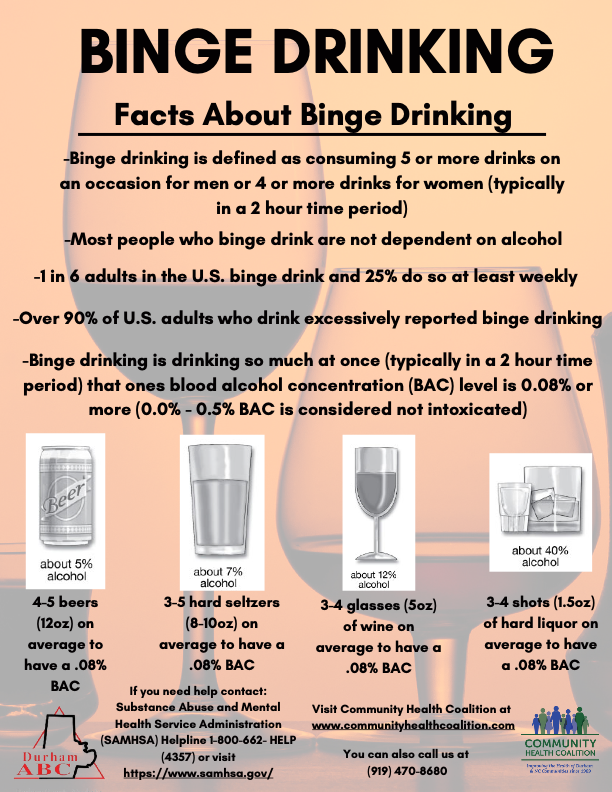 BINGE DRINKING
Facts About Binge Drinking
-Binge drinking is defined as consuming 5 or more drinks on
an occasion for men or 4 or more drinks for women (typically
in a 2 hour time period)
-Most people who binge drink are not dependent on alcohol
-1 in 6 adults in the U.S. binge drink and 25% do so at least weekly
-Over 90% of U.S. adults who drink excessively reported binge drinking
-Binge drinking is drinking so much at once (typically in a 2 hour time
period) that ones blood alcohol concentration (BAC) level is 0.08% or
more (0.0% - 0.5% BAC is considered not intoxicated)
Beer
about 5%
alcohol
4-5 beers
(12oz) on
average to
have a .08%
BAC
about 7%
alcohol
3-5 hard seltzers
(8-10oz) on
average to have a
.08% BAC
about 12%
alcohol
3-4 glasses (5oz)
of wine on
average to have a
.08% BAC
about 40%
alcohol
3-4 shots (1.5oz)
of hard liquor on
average to have
a .08% BAC
Durham
ABC
If you need help contact:
Substance Abuse and Mental
Health Service Administration
(SAMHSA) Helpline 1-800-662- HELP
(4357) or visit
https://www.samhsa.gov/
Visit Community Health Coalition at
www.communityhealthcoalition.com
You can also call us at
(919) 470-8680
COMMUNITY
HEALTH COALITION
Improving the Health of Durham
& NC Communities since 1989